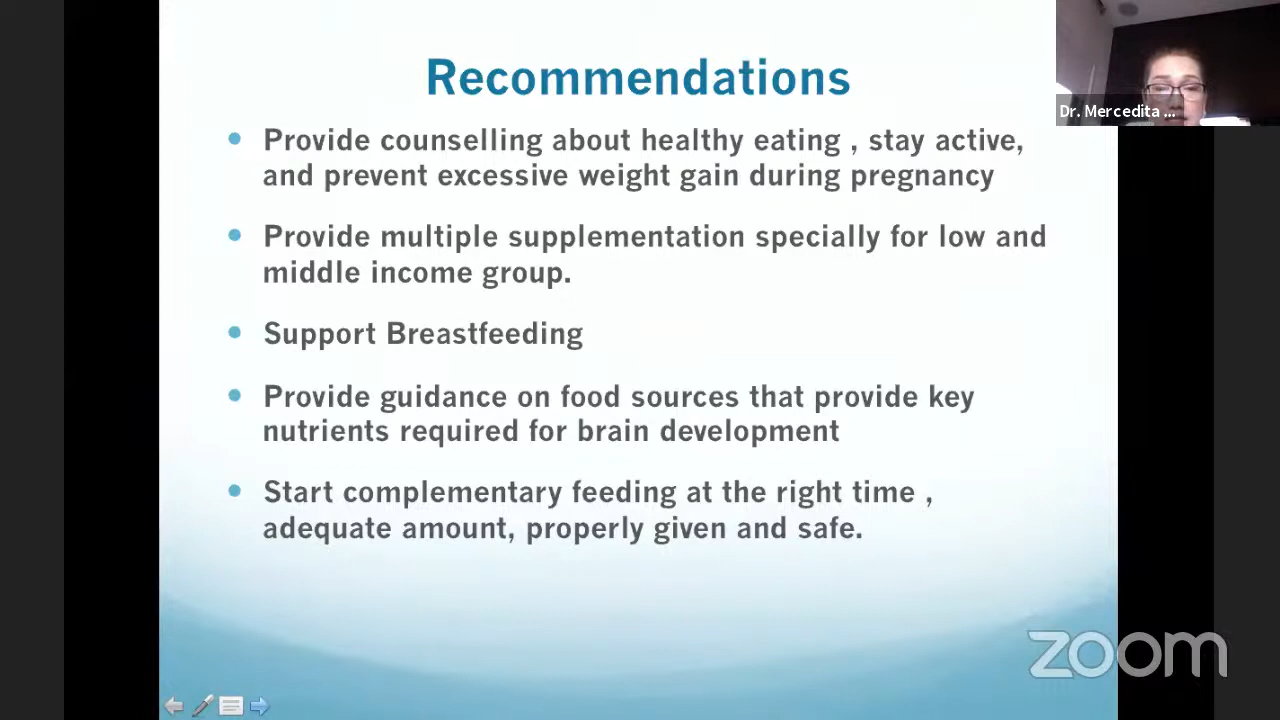 Recommendations
Dr. Mercedita ...
Provide counselling about healthy eating , stay active,
and prevent excessive weight gain during pregnancy
Provide multiple supplementation specially for low and
middle income group.
Support Breastfeeding
Provide guidance on food sources that provide key
nutrients required for brain development
Start complementary feeding at the right time ,
adequate amount, properly given and safe.
zoom